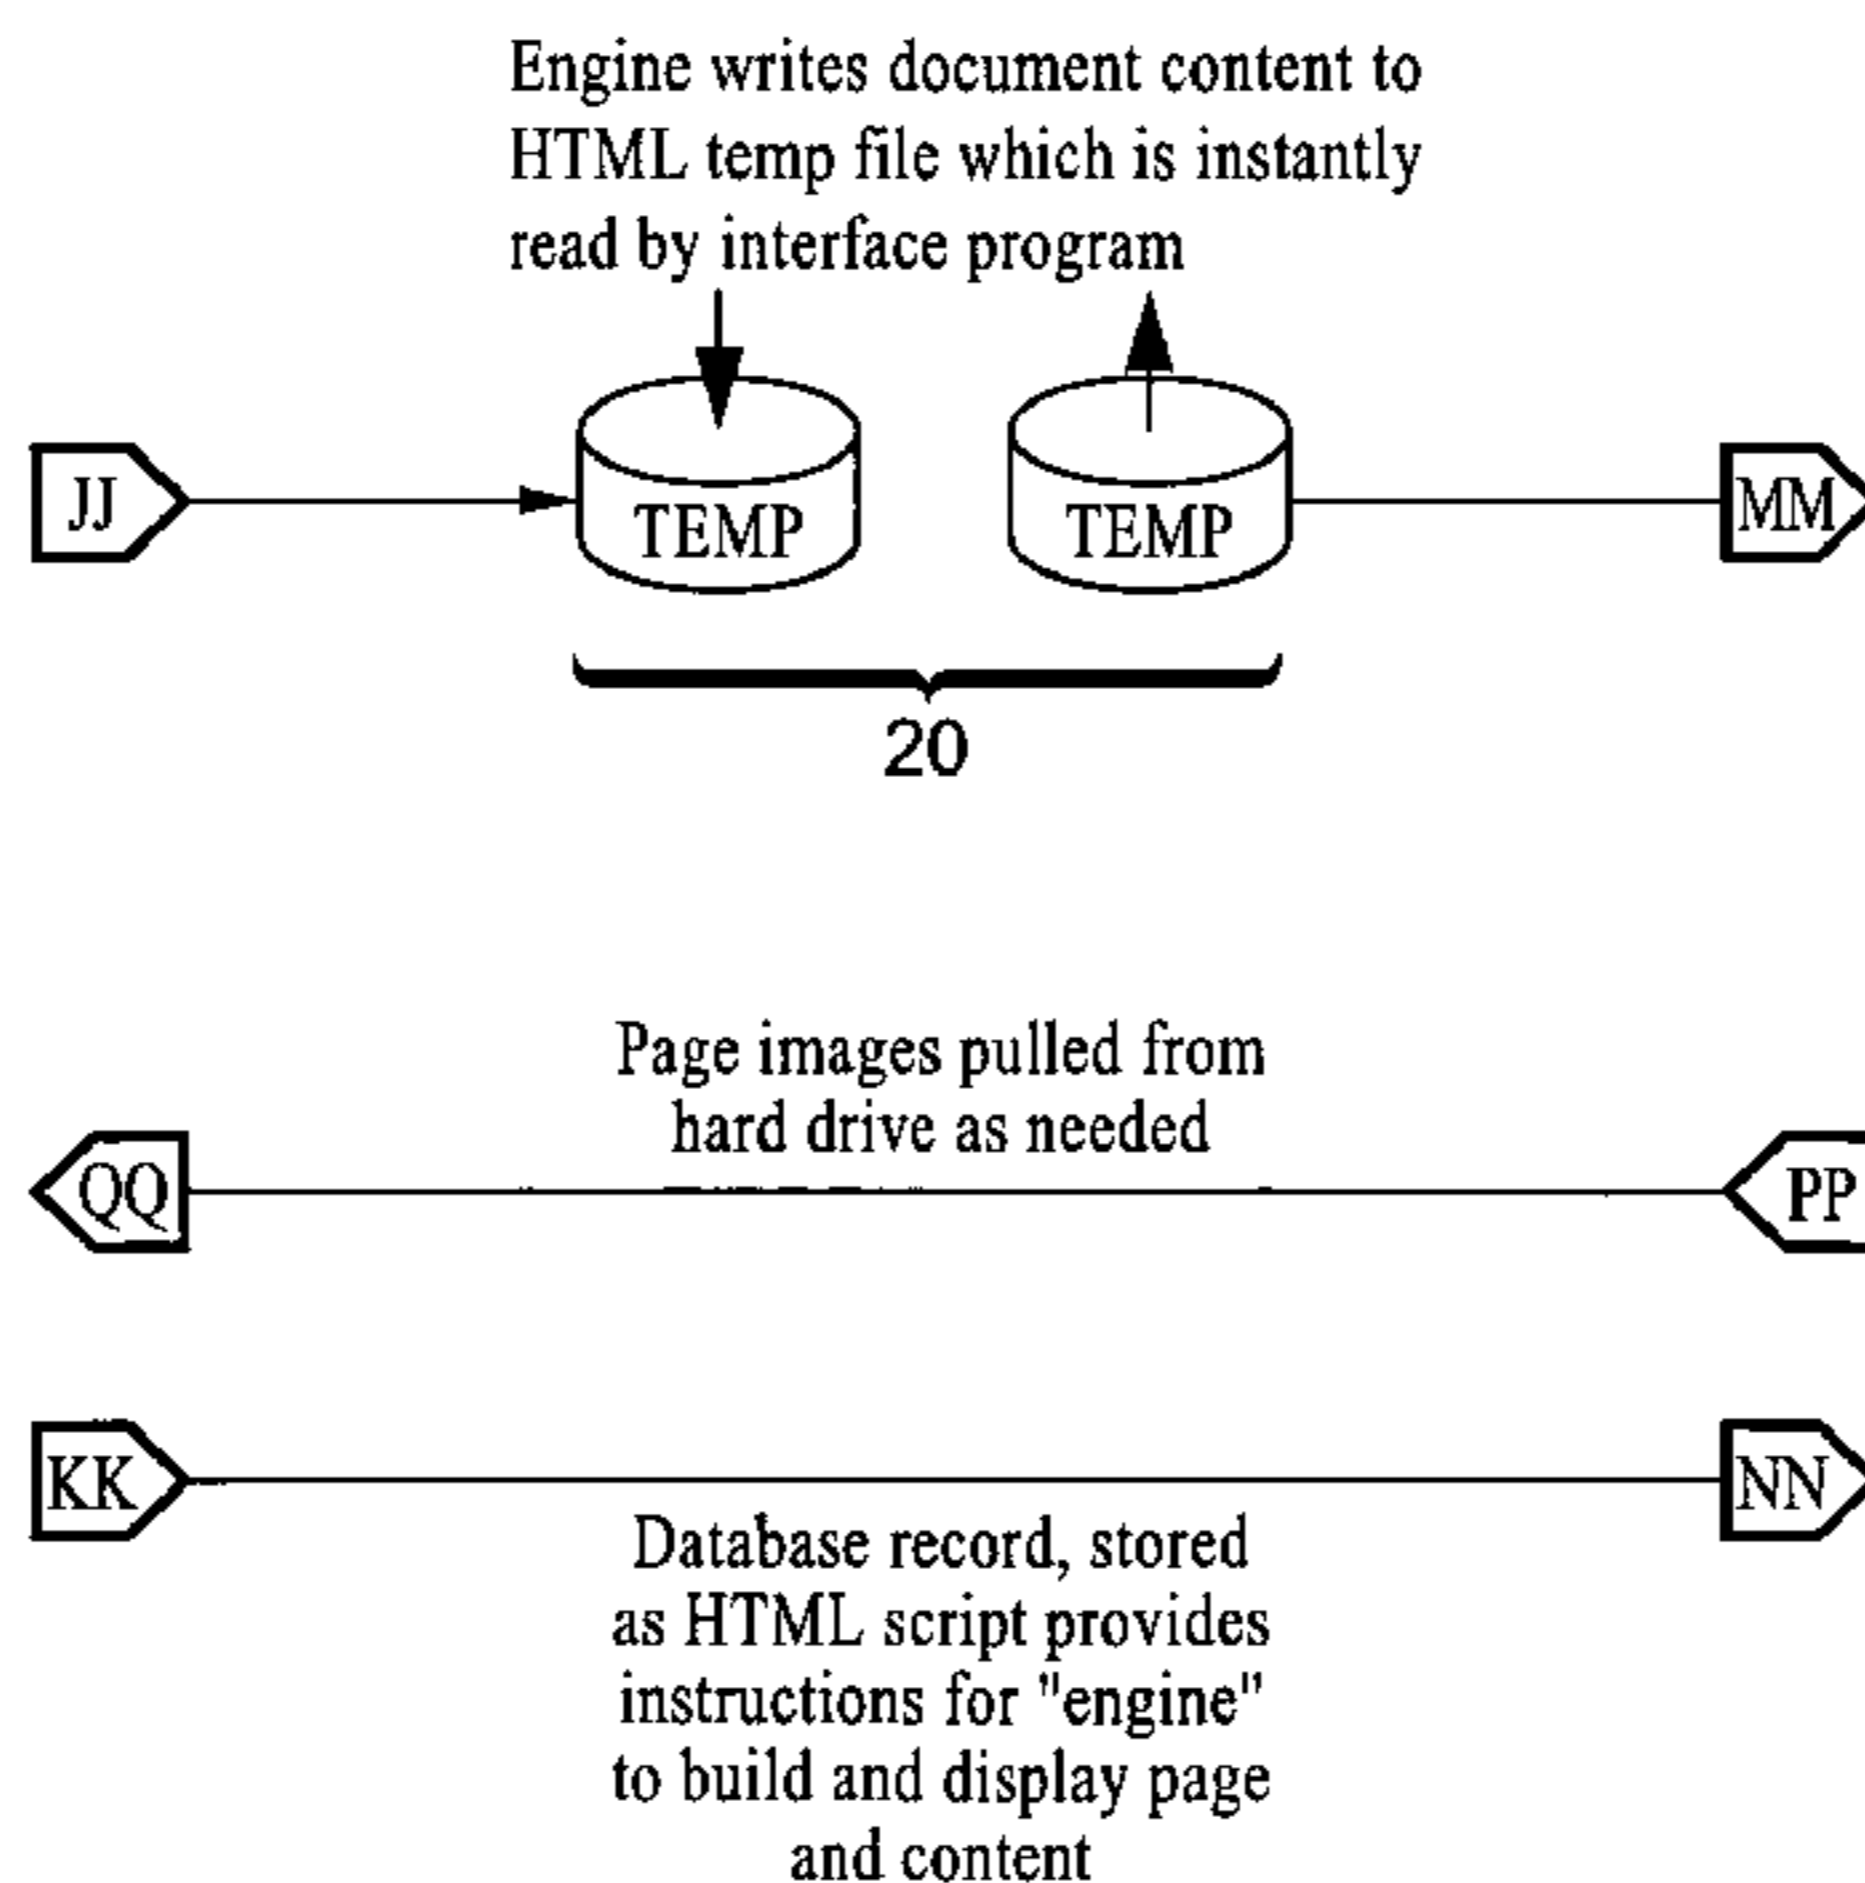 Engine writes document content to
HTML temp file which is instantly
read by interface program
JJ
TEMP
TEMP
MM
20
Page images pulled from
hard drive as needed
QQ
PP
KK
NN
Database record, stored
as HTML script provides
instructions for "engine"
to build and display page
and content